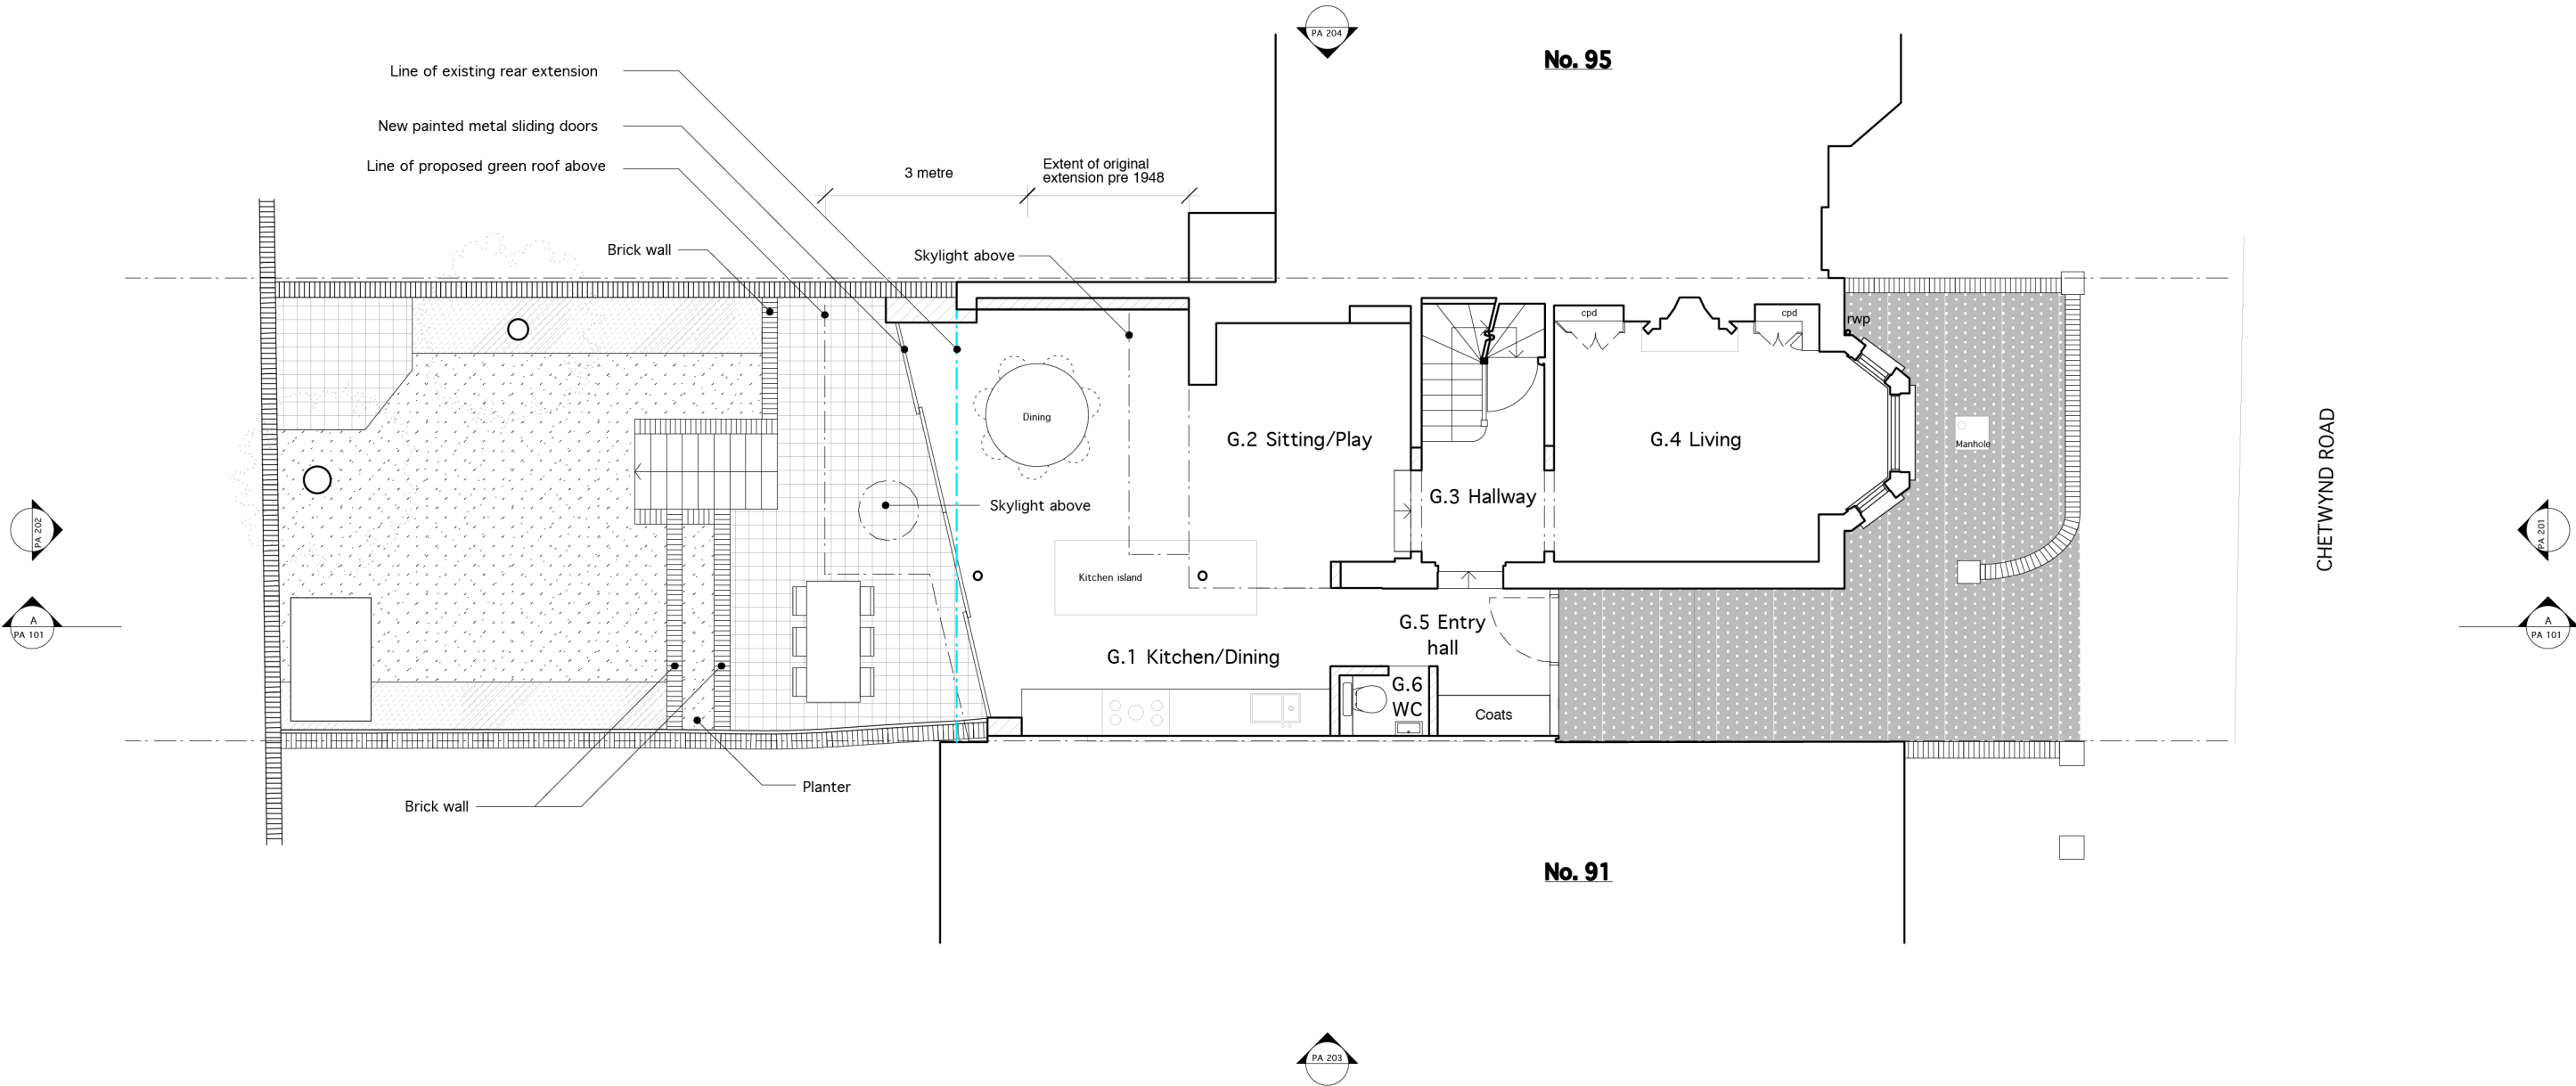 PA 204
No. 95
Line of existing rear extension
New painted metal sliding doors
Line of proposed green roof above
3 metre
Extent of original
extension pre 1948
Brick wall
Skylight above
cpd
cpd
rwp
Dining
G.2 Sitting/Play
G.4 Living
Manhole
CHETWYND ROAD
G.3 Hallway
Skylight above
PA 202
PA 201
Kitchen island
A
PA 101
G.5 Entry
hall
A
PA 101
G.1 Kitchen/Dining
G.6
WC
Coats
Planter
Brick wall
No. 91
PA 203